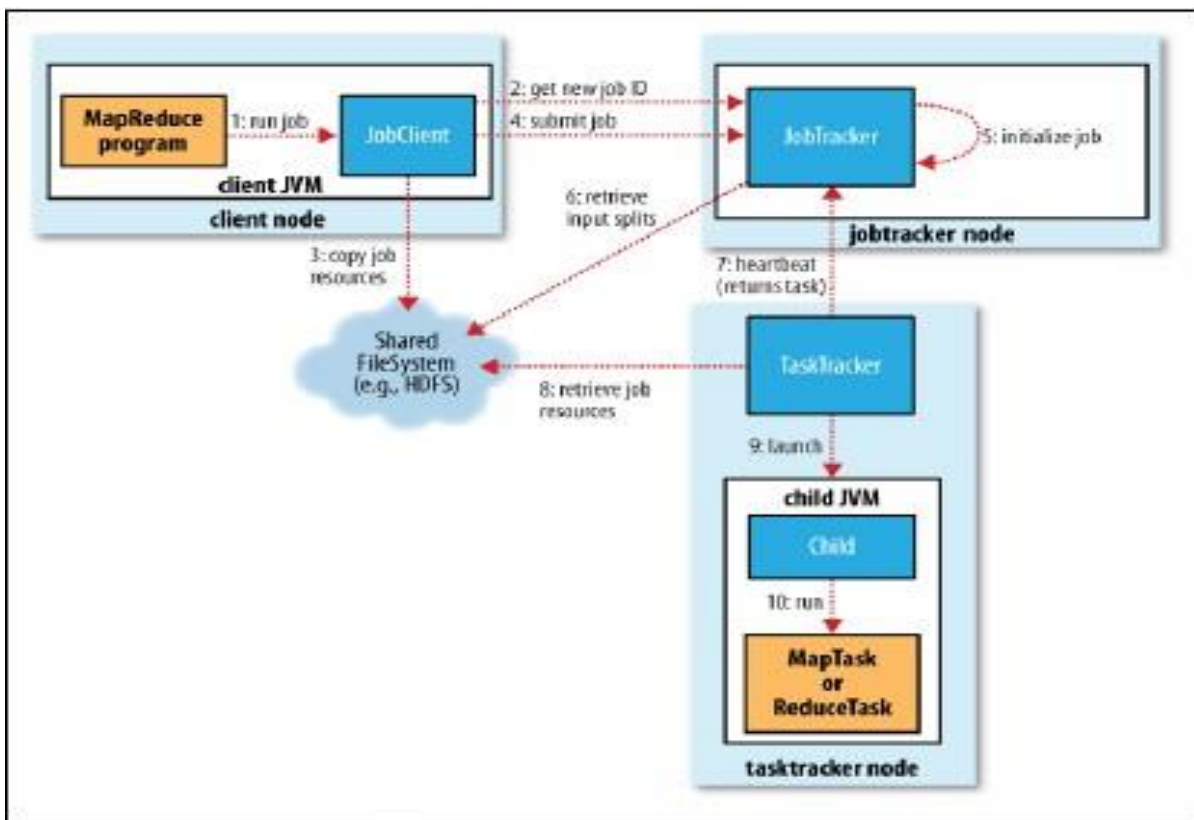 MapReduce
program
1: run job
JobClient
client JVM
client node
2: get new job ID
4: submit job
JobTracker
5: initialize job
jobtracker node
3: copy job
resources
6: retrieve
input splits
7: heartbeat
(returns task)
Shared
FileSystem
(e.g., HDFS)
8: retrieve job
resources
TaskTracker
9: launch
child JVM
Child
10: run
MapTask
or
ReduceTask
tasktracker node